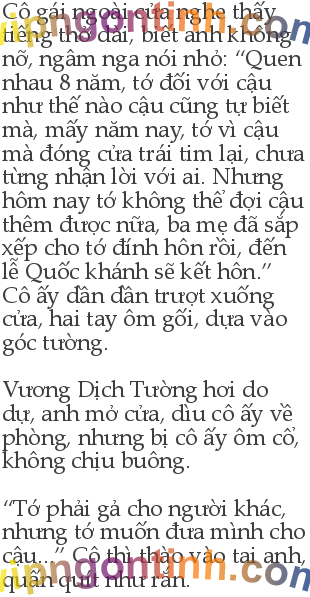 Cô gái ngoài cửa nghe thấy
tiếng thở dài, biết anh không
nỡ, ngâm nga nói nhỏ: “Quen
nhau 8 năm, tớ đối với cậu
như thế nào cậu cũng tự biết
mà, mấy năm nay, tớ vì cậu
mà đóng cửa trái tim lại, chưa
từng nhận lời với ai. Nhưng
hôm nay tớ không thể đợi cậu
thêm được nữa, ba mẹ đã sắp
xếp cho tớ đính hôn rồi, đến
lễ Quốc khánh sẽ kết hôn.”
Cô ấy dần dần trượt xuống
cửa, hai tay ôm gối, dựa vào
góc tường.
Vương Dịch Tường hơi do
dự, anh mở cửa, dìu cô ấy về
phòng, nhưng bị cô ấy ôm cổ,
không chịu buông.
“Tớ phải gả cho người khác,
nhưng tớ muốn đưa mình cho
cậu...” Cô thì thào vào tai anh,
quấn quít như rắn.
vipngontinh.com
vipngontinh.com